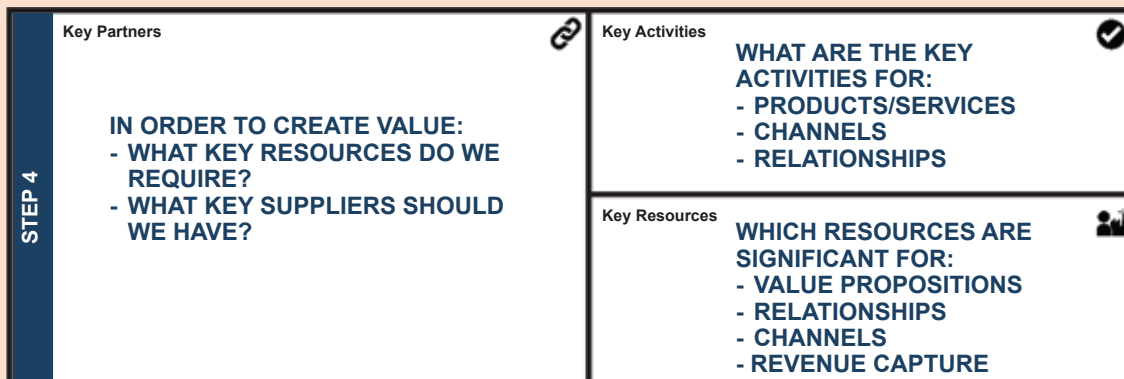 STEP 4
Key Partners
IN ORDER TO CREATE VALUE:
- WHAT KEY RESOURCES DO WE
REQUIRE?
- WHAT KEY SUPPLIERS SHOULD
WE HAVE?
Key Activities
WHAT ARE THE KEY
ACTIVITIES FOR:
- PRODUCTS/SERVICES
- CHANNELS
- RELATIONSHIPS
Key Resources
WHICH RESOURCES ARE
SIGNIFICANT FOR:
- VALUE PROPOSITIONS
- RELATIONSHIPS
- CHANNELS
- REVENUE CAPTURE